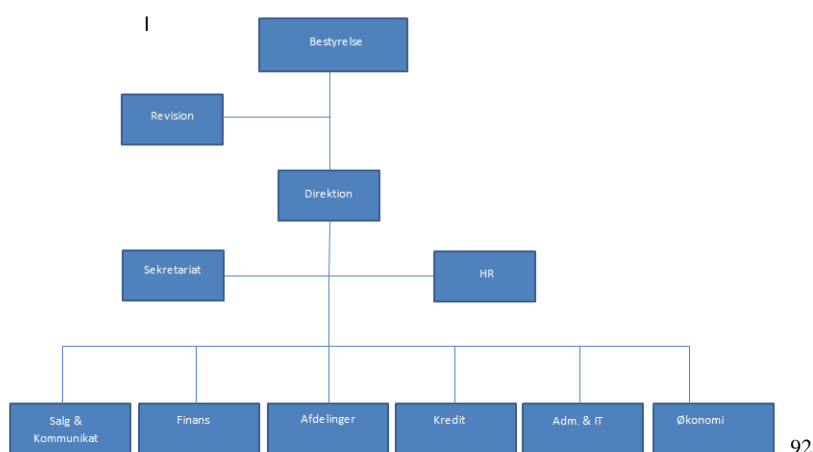 I
Bestyrelse
Revision
Direktion
Sekretariat
HR
Salg &
Kommunikat
Finans
Afdelinger
Kredit
Adm. & IT
Økonomi
92